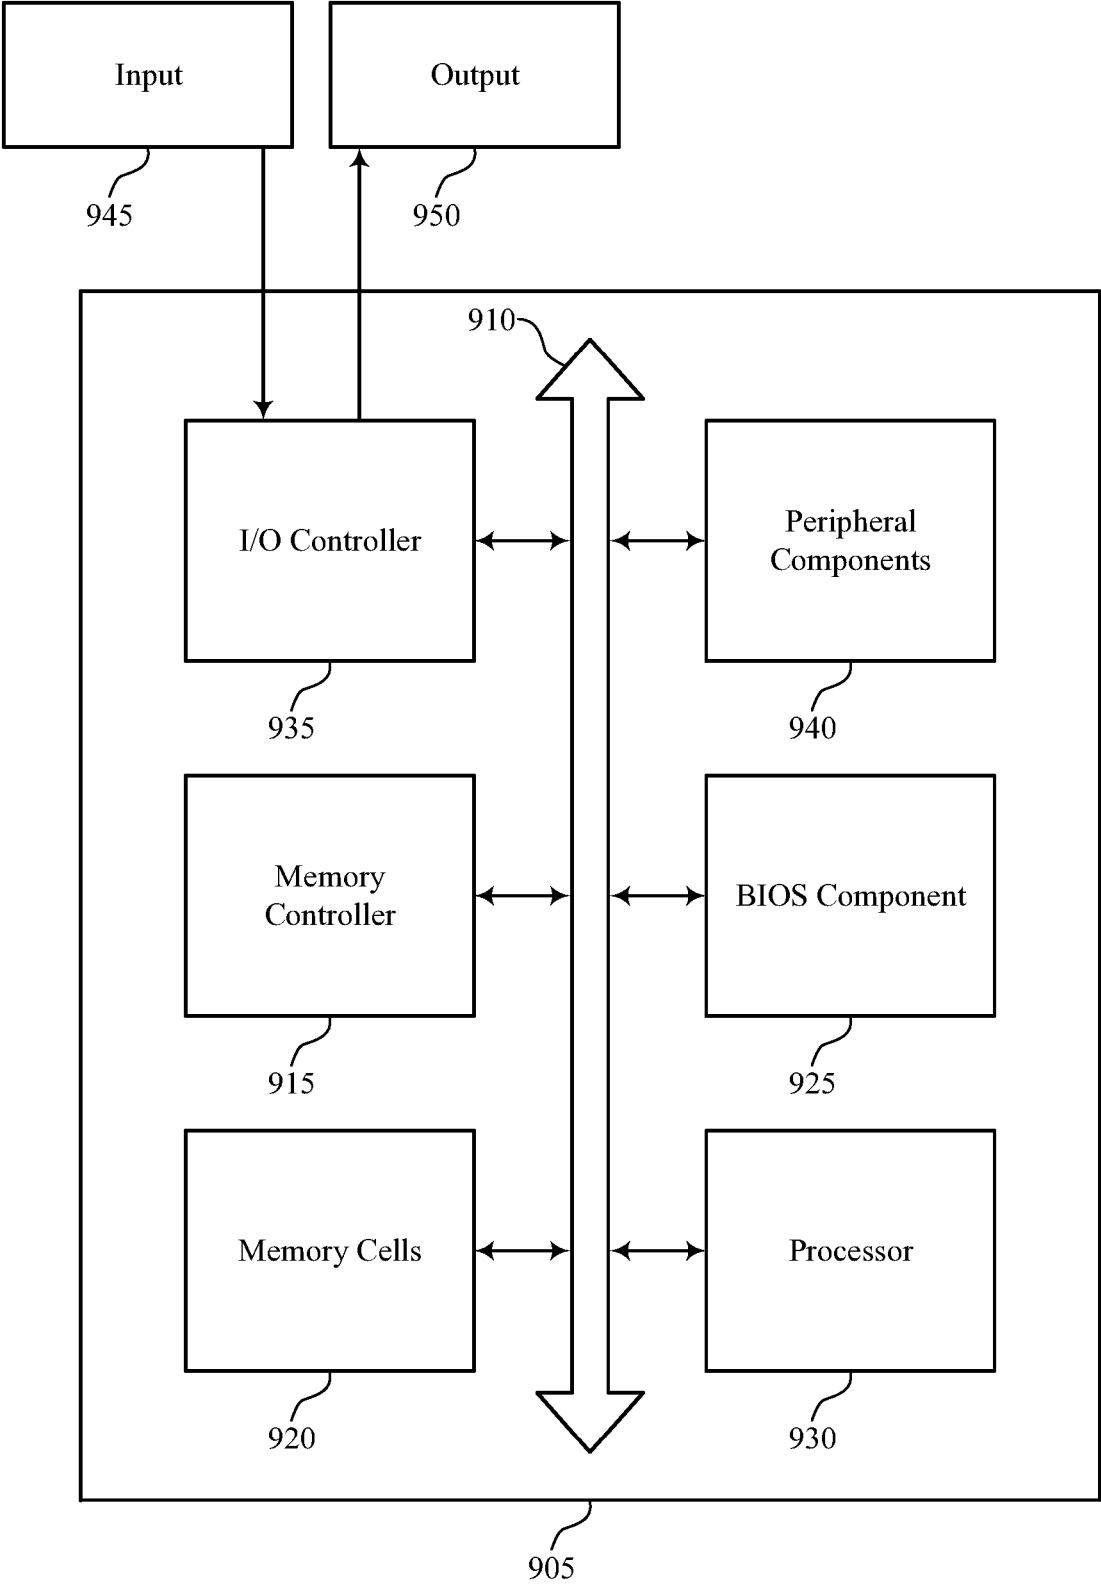 Input
Output
945
950
910
I/O Controller
Peripheral
Components
935
940
Memory
Controller
BIOS Component
915
925
Memory Cells
Processor
920
930
905